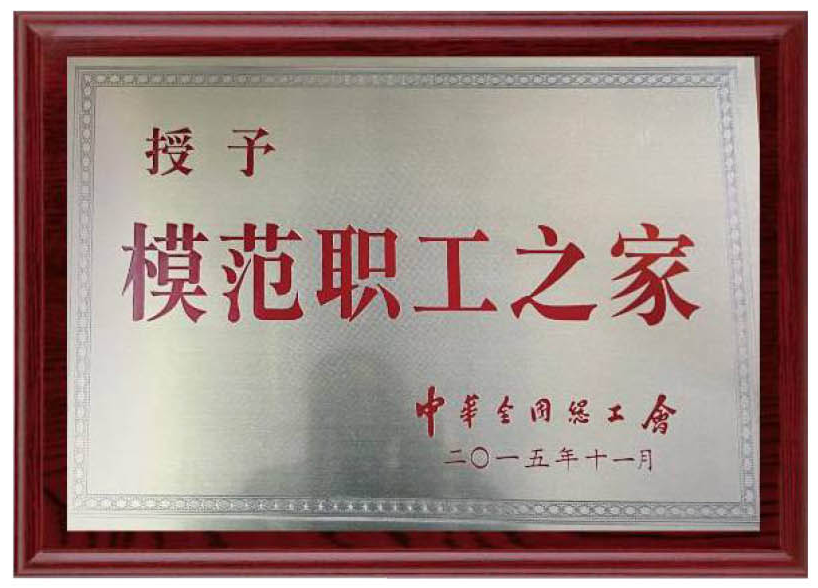 授予
模范职工之家
中華全国总工會
二〇一五年十一月